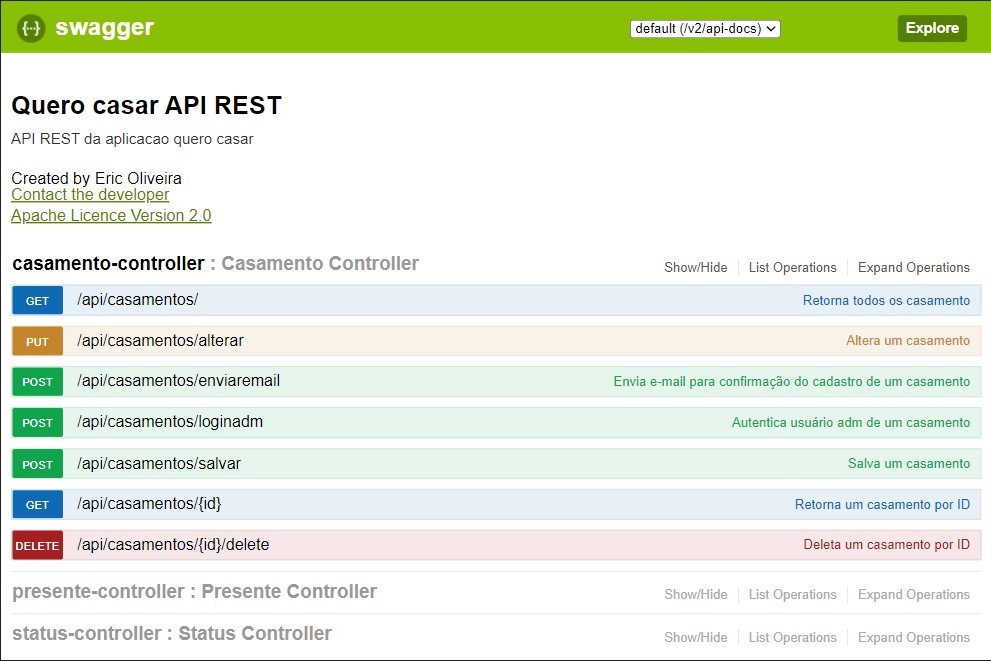 {···} swagger default (/v2/api-docs) Explore
Quero casar API REST
API REST da aplicacao quero casar
Created by Eric Oliveira
Contact the developer
Apache Licence Version 2.0
casamento-controller : Casamento Controller Show/Hide List Operations Expand Operations
GET /api/casamentos/ Retorna todos os casamento
PUT /api/casamentos/alterar Altera um casamento
POST /api/casamentos/enviaremail Envia e-mail para confirmação do cadastro de um casamento
POST /api/casamentos/loginadm Autentica usuário adm de um casamento
POST /api/casamentos/salvar Salva um casamento
GET /api/casamentos/{id} Retorna um casamento por ID
DELETE /api/casamentos/{id}/delete Deleta um casamento por ID
presente-controller : Presente Controller Show/Hide List Operations Expand Operations
status-controller : Status Controller Show/Hide List Operations Expand Operations